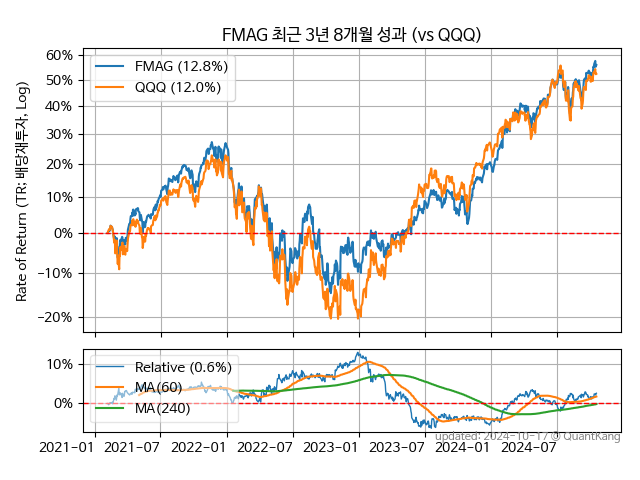 FMAG 최근 3년 8개월 성과 (vs QQQ)
Rate of Return (TR: 배당재투자, Log)
60%
50%
40%
30%
20%
10%
0%
−10%
−20%
FMAG (12.8%)
QQQ (12.0%)
10%
0%
Relative (0.6%)
MA(60)
MA(240)
2021−01
2021−07
2022−01
2022−07
2023−01
2023−07
2024−01
2024−07
updated: 2024-10-17 © QuantKang